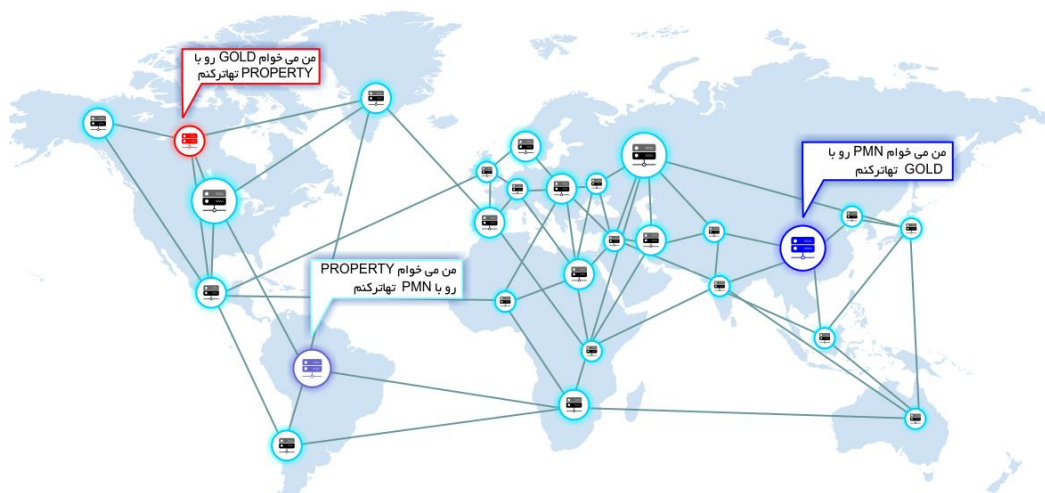 من می خوام GOLD رو با
PROPERTY تهاترکنم
من می خوام PMN رو با
GOLD تهاترکنم
من می خوام PROPERTY
رو با PMN تهاترکنم